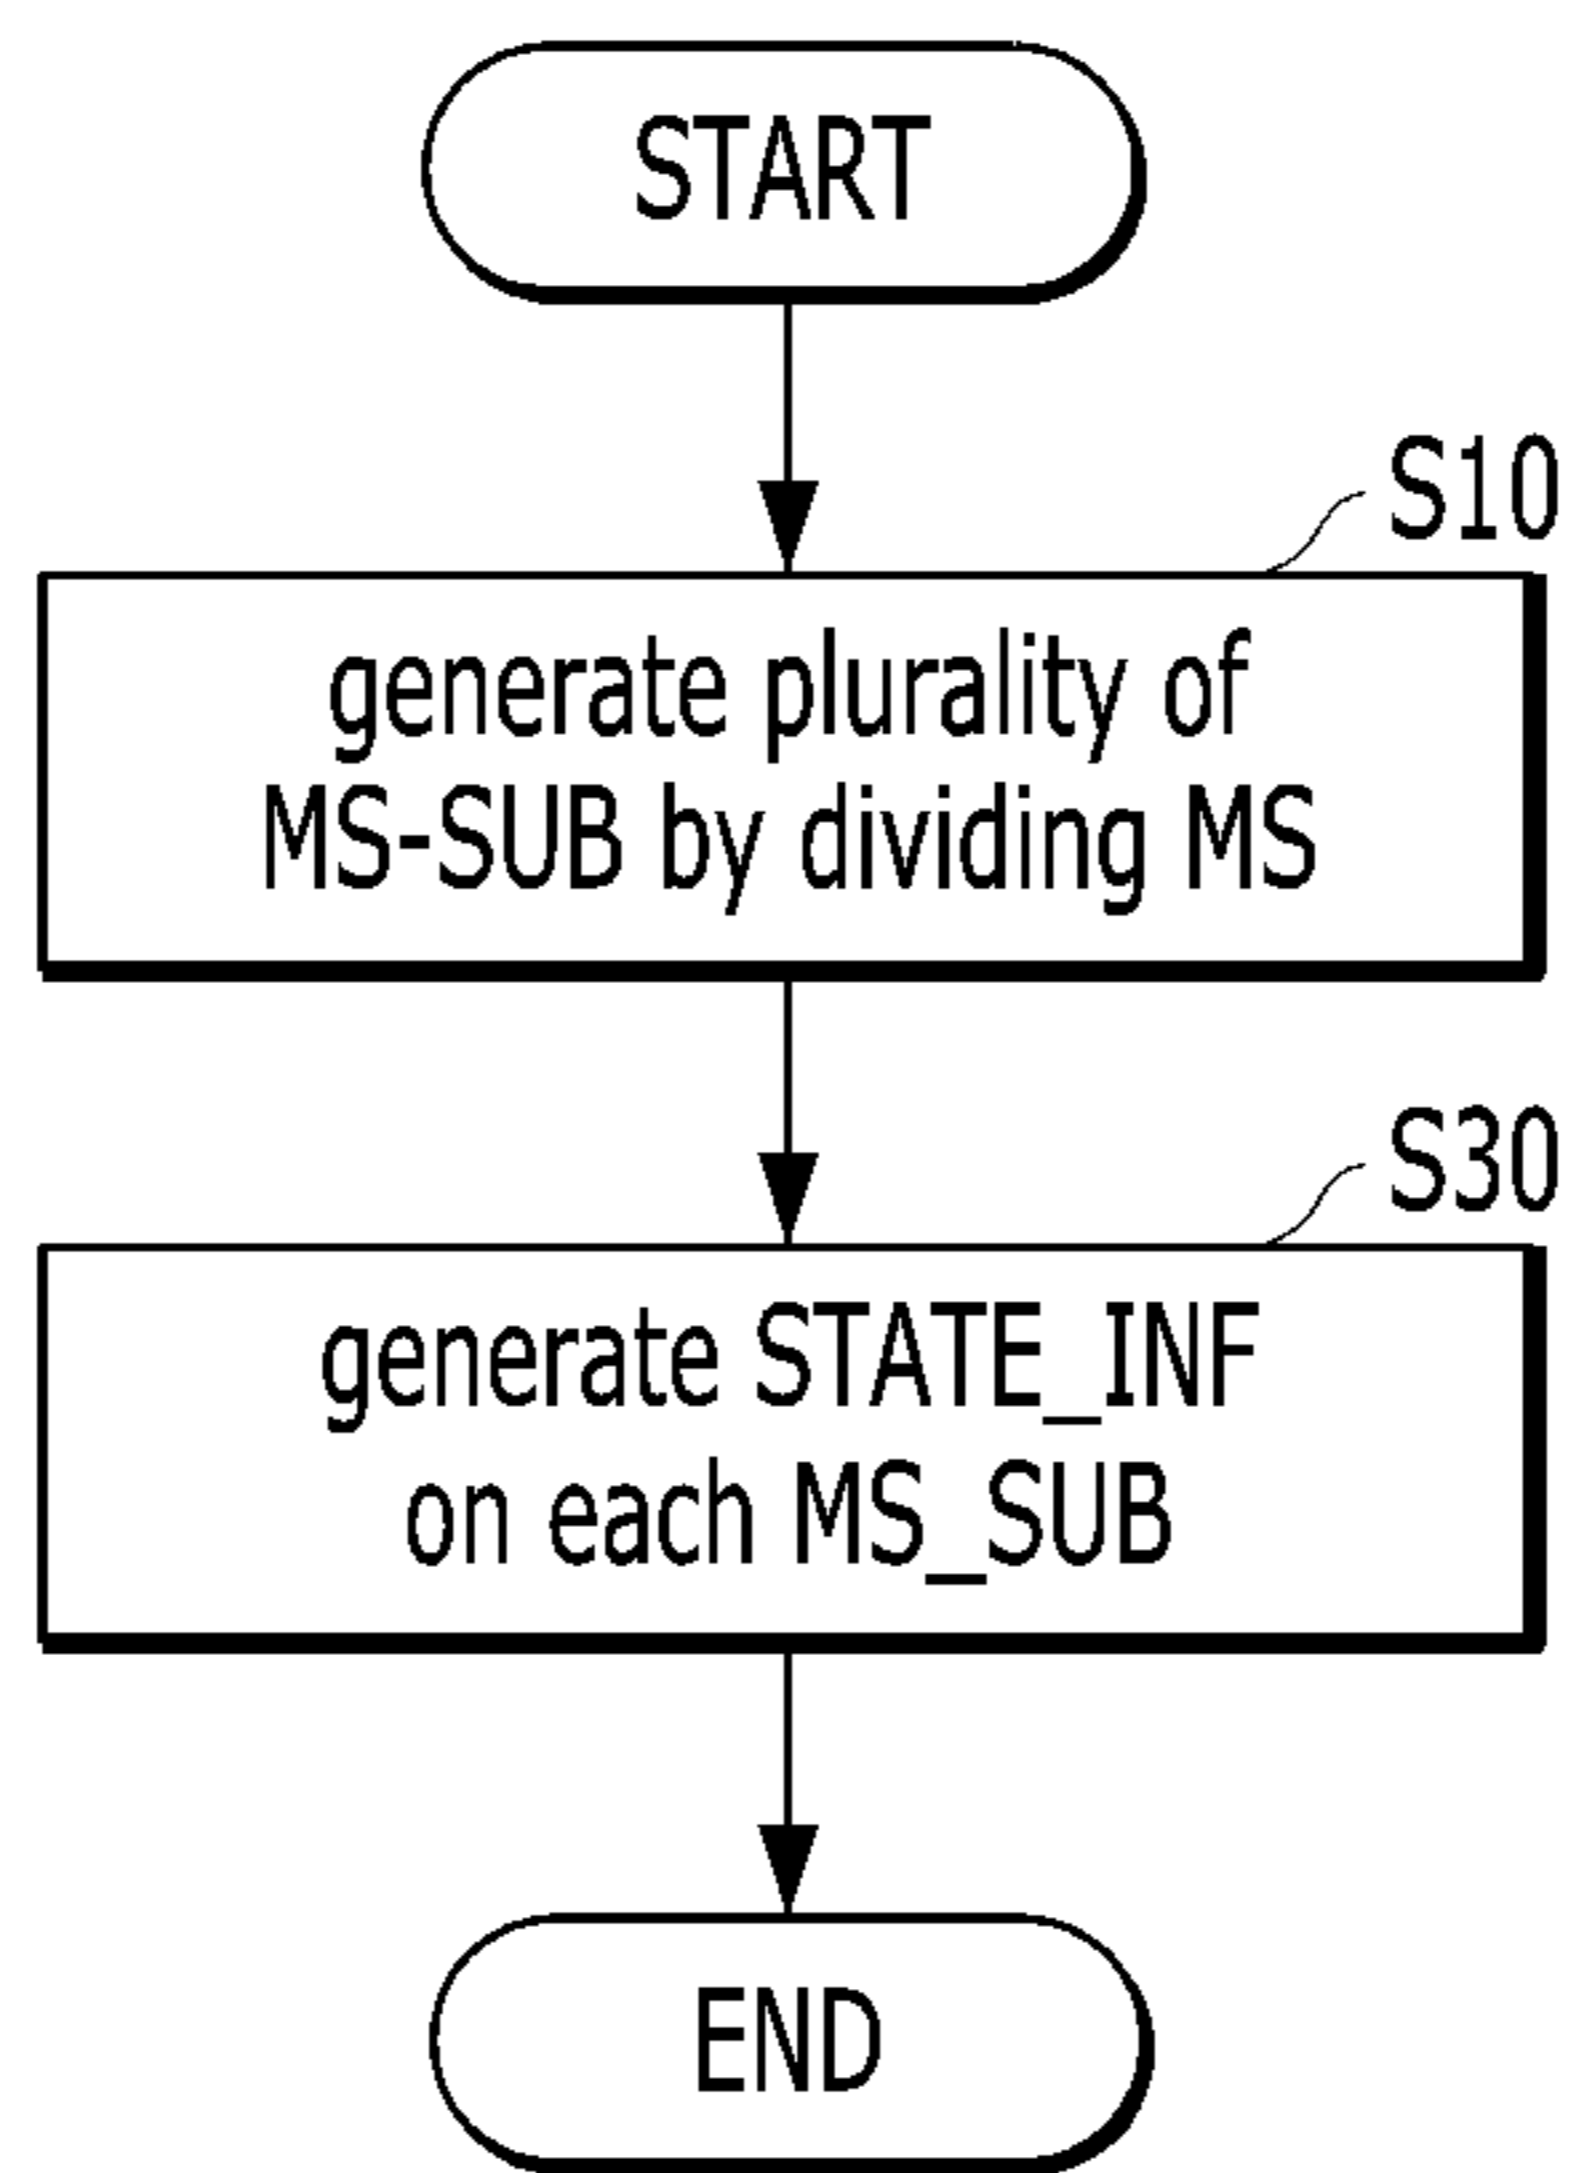 START
S10
generate plurality of
MS-SUB by dividing MS
S30
generate STATE_INF
on each MS_SUB
END